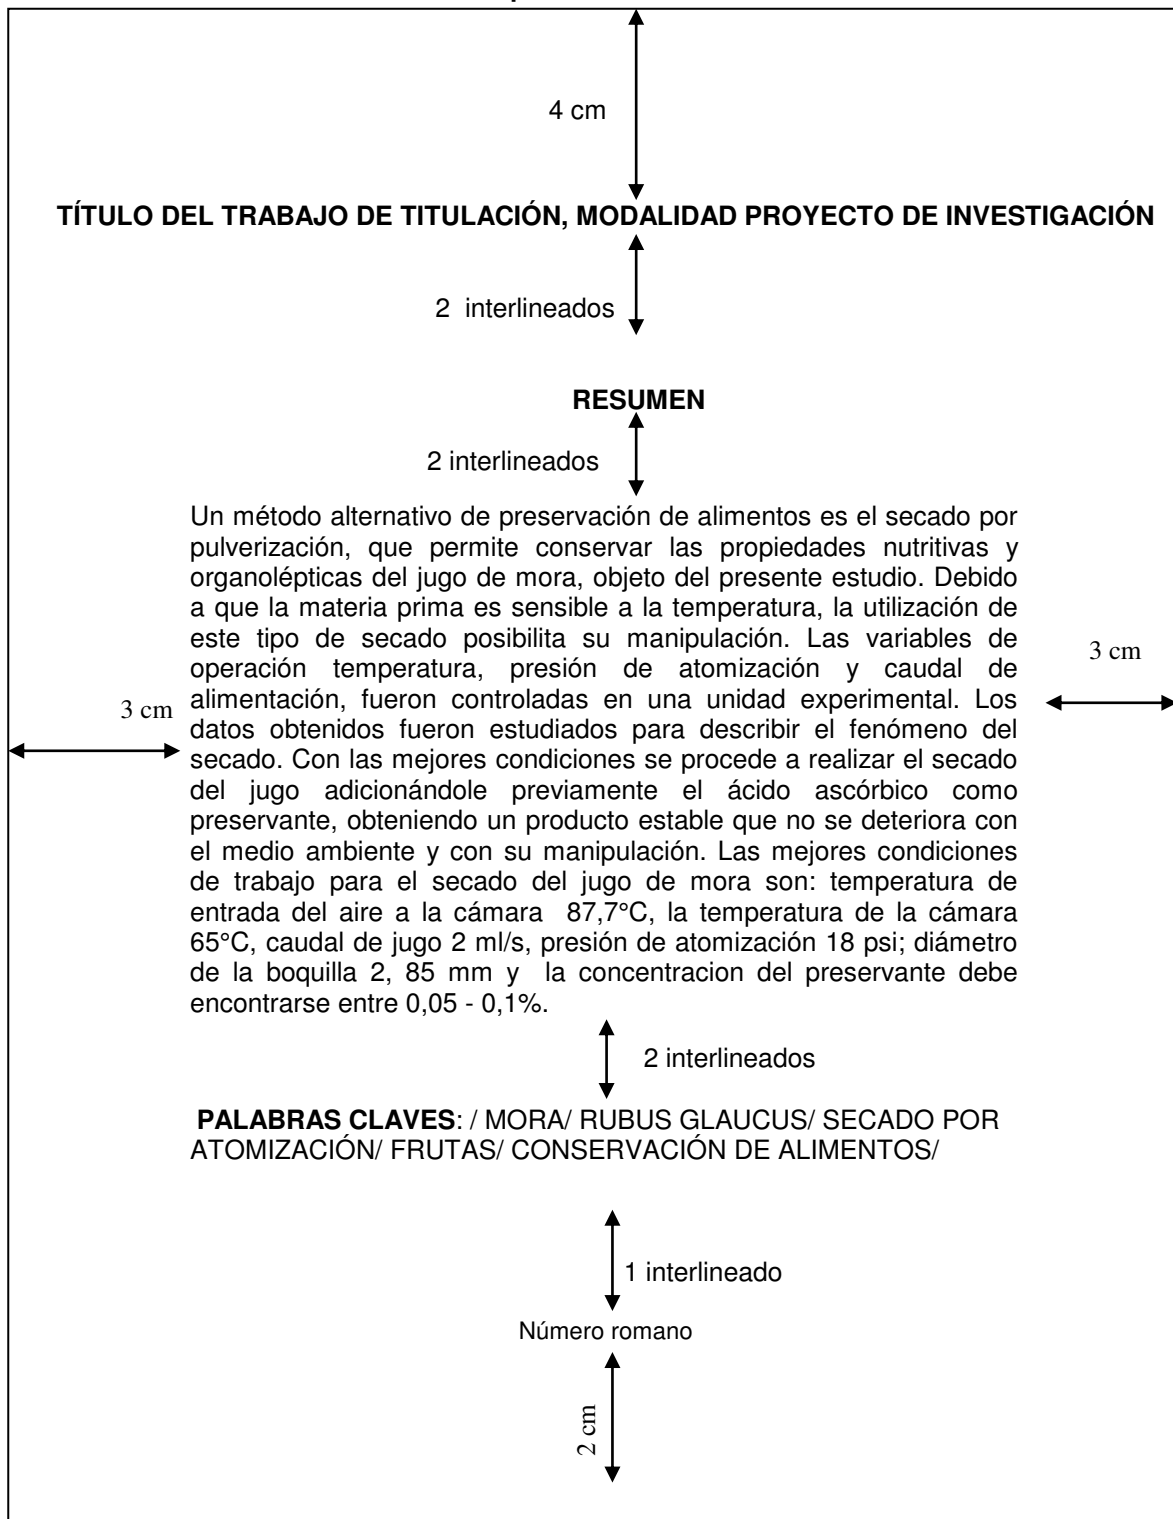 4 cm
TÍTULO DEL TRABAJO DE TITULACIÓN, MODALIDAD PROYECTO DE INVESTIGACIÓN
2 interlineados
RESUMEN
2 interlineados
Un método alternativo de preservación de alimentos es el secado por
pulverización, que permite conservar las propiedades nutritivas y
organolépticas del jugo de mora, objeto del presente estudio. Debido
a que la materia prima es sensible a la temperatura, la utilización de
este tipo de secado posibilita su manipulación. Las variables de
operación temperatura, presión de atomización y caudal de
alimentación, fueron controladas en una unidad experimental. Los
datos obtenidos fueron estudiados para describir el fenómeno del
secado. Con las mejores condiciones se procede a realizar el secado
del jugo adicionándole previamente el ácido ascórbico como
preservante, obteniendo un producto estable que no se deteriora con
el medio ambiente y con su manipulación. Las mejores condiciones
de trabajo para el secado del jugo de mora son: temperatura de
entrada del aire a la cámara 87,7°C, la temperatura de la cámara
65°C, caudal de jugo 2 ml/s, presión de atomización 18 psi; diámetro
de la boquilla 2, 85 mm y la concentracion del preservante debe
encontrarse entre 0,05 - 0,1%.
3 cm
3 cm
2 interlineados
PALABRAS CLAVES: / MORA/ RUBUS GLAUCUS/ SECADO POR
ATOMIZACIÓN/ FRUTAS/ CONSERVACIÓN DE ALIMENTOS/
1 interlineado
Número romano
2 cm